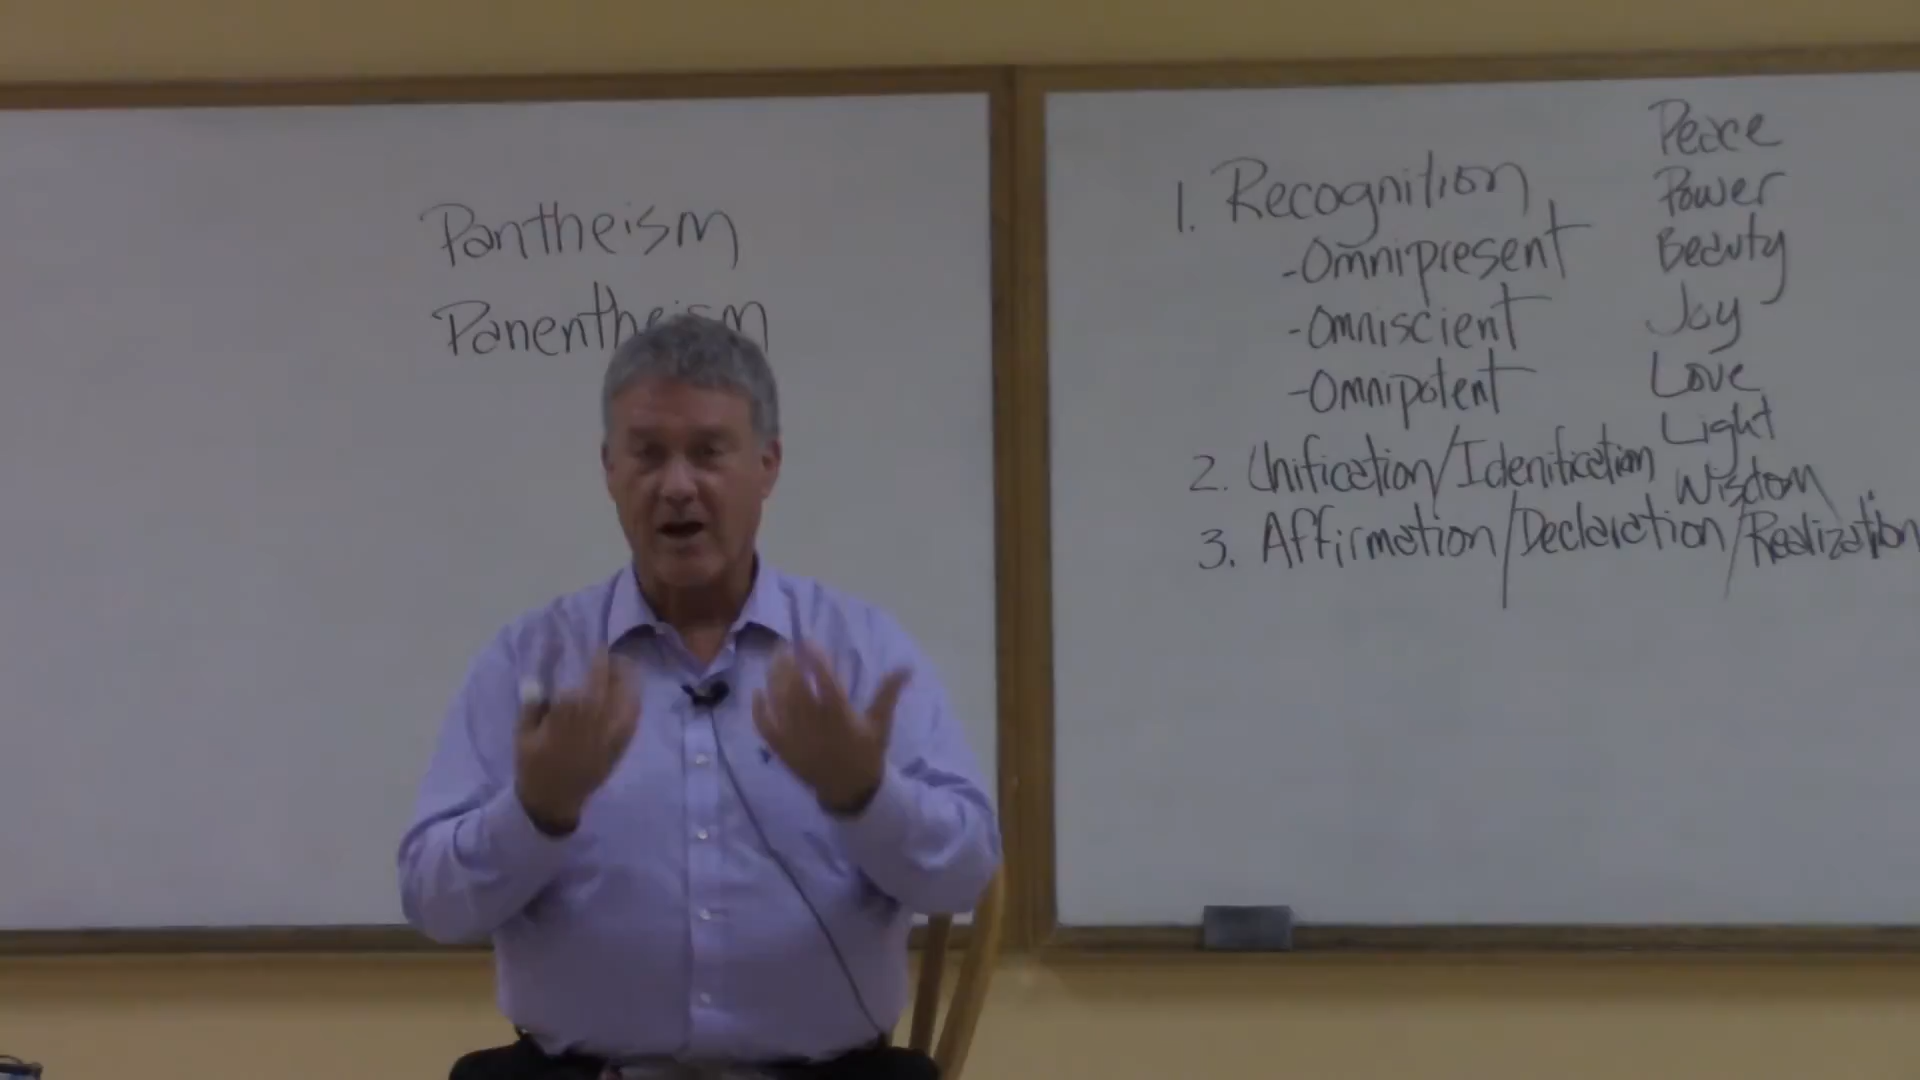 Pantheism
Panentheism
1. Recognition
-Omnipresent
-Omniscient
-Omnipotent
2. Unification/Idenification
3. Affirmation/Declaration/Realization
Peace
Power
Beauty
Joy
Love
Light
Wisdom